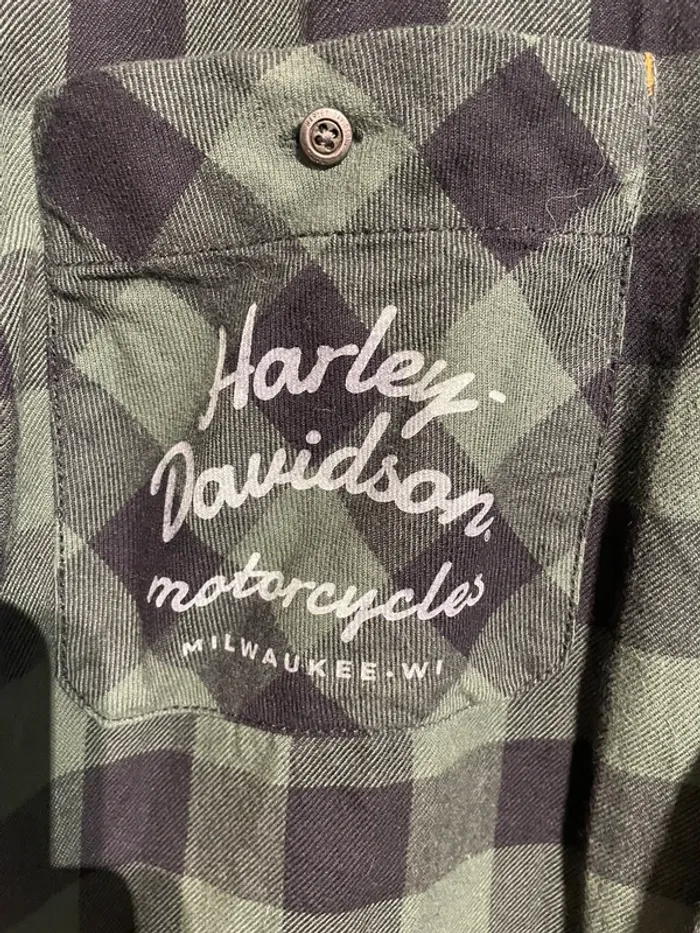 Harley-
Davidson
motorcycles
MILWAUKEE • WI